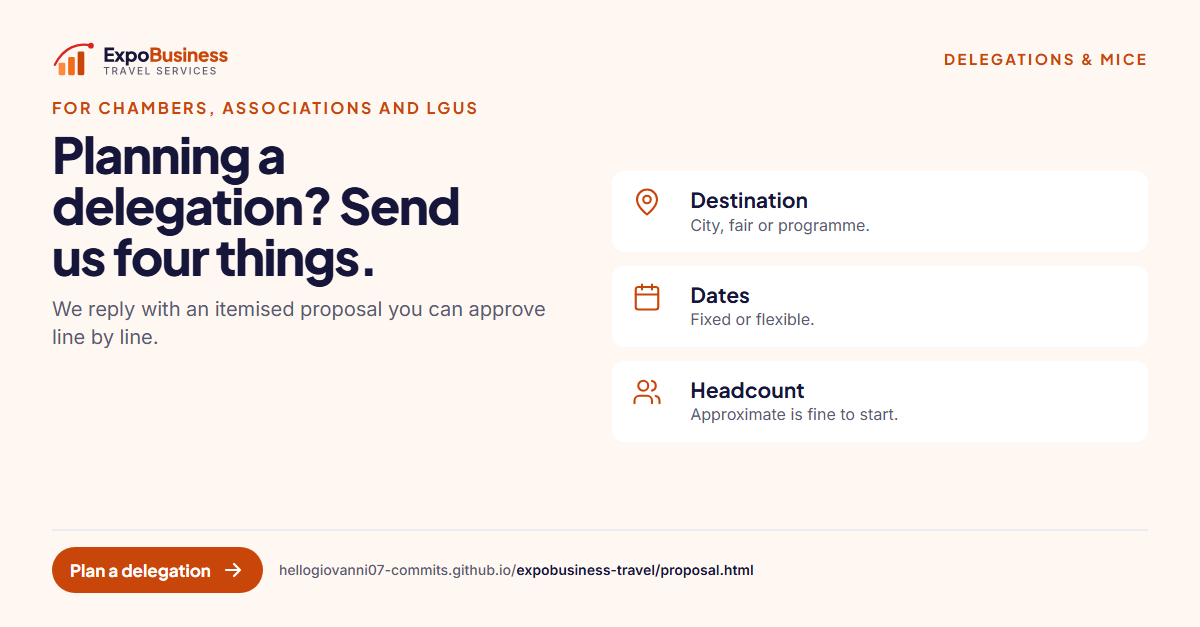 ExpoBusiness
TRAVEL SERVICES
DELEGATIONS & MICE
FOR CHAMBERS, ASSOCIATIONS AND LGUS
Planning a
delegation? Send
us four things.
We reply with an itemised proposal you can approve
line by line.
Destination
City, fair or programme.
Dates
Fixed or flexible.
Headcount
Approximate is fine to start.
Plan a delegation →
hellogiovanni07-commits.github.io/expobusiness-travel/proposal.html